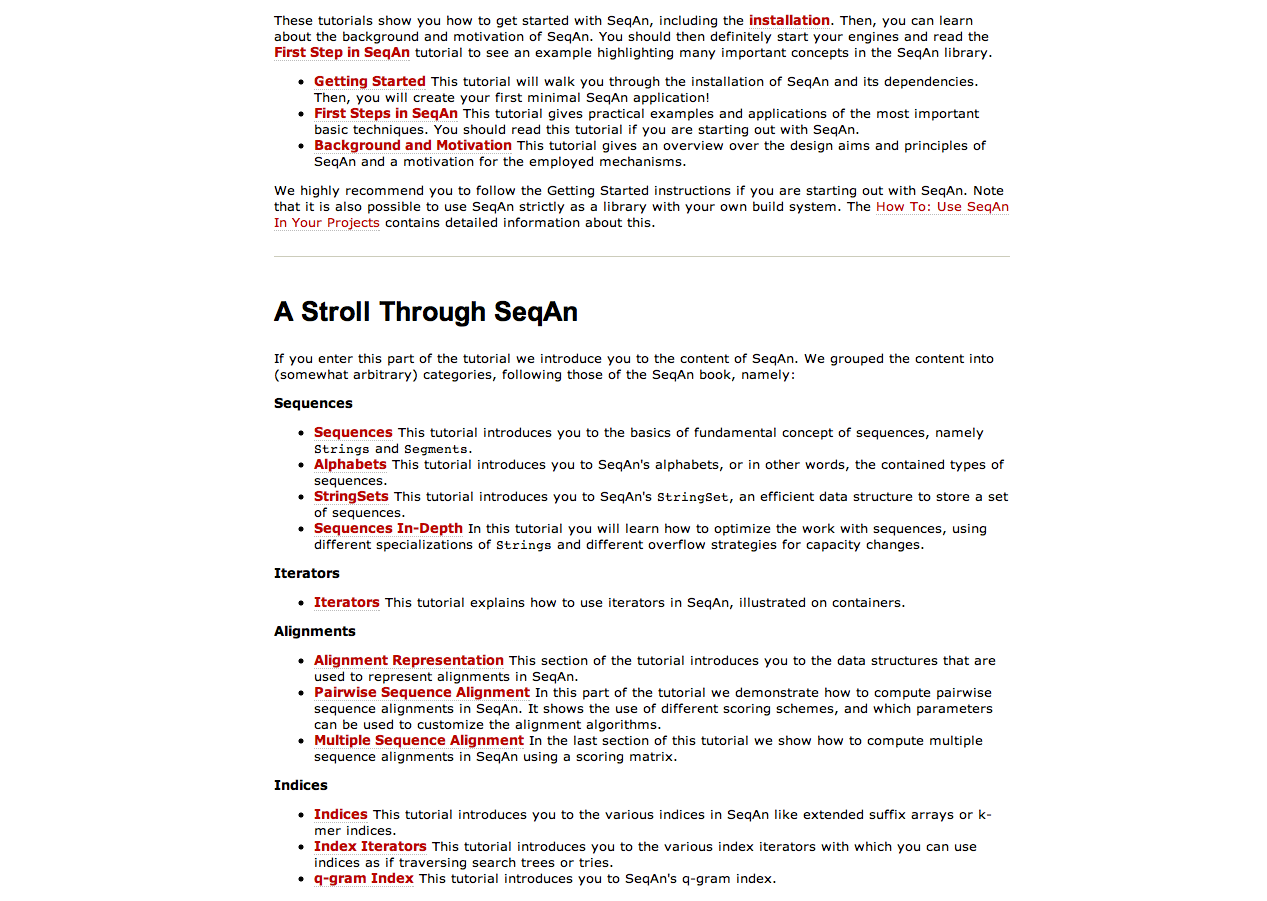 These tutorials show you how to get started with SeqAn, including the installation. Then, you can learn
about the background and motivation of SeqAn. You should then definitely start your engines and read the
First Step in SeqAn tutorial to see an example highlighting many important concepts in the SeqAn library.
• Getting Started This tutorial will walk you through the installation of SeqAn and its dependencies.
Then, you will create your first minimal SeqAn application!
• First Steps in SeqAn This tutorial gives practical examples and applications of the most important
basic techniques. You should read this tutorial if you are starting out with SeqAn.
• Background and Motivation This tutorial gives an overview over the design aims and principles of
SeqAn and a motivation for the employed mechanisms.
We highly recommend you to follow the Getting Started instructions if you are starting out with SeqAn. Note
that it is also possible to use SeqAn strictly as a library with your own build system. The How To: Use SeqAn
In Your Projects contains detailed information about this.
A Stroll Through SeqAn
If you enter this part of the tutorial we introduce you to the content of SeqAn. We grouped the content into
(somewhat arbitrary) categories, following those of the SeqAn book, namely:
Sequences
• Sequences This tutorial introduces you to the basics of fundamental concept of sequences, namely
Strings and Segments.
• Alphabets This tutorial introduces you to SeqAn's alphabets, or in other words, the contained types of
sequences.
• StringSets This tutorial introduces you to SeqAn's StringSet, an efficient data structure to store a set
of sequences.
• Sequences In-Depth In this tutorial you will learn how to optimize the work with sequences, using
different specializations of Strings and different overflow strategies for capacity changes.
Iterators
• Iterators This tutorial explains how to use iterators in SeqAn, illustrated on containers.
Alignments
• Alignment Representation This section of the tutorial introduces you to the data structures that are
used to represent alignments in SeqAn.
• Pairwise Sequence Alignment In this part of the tutorial we demonstrate how to compute pairwise
sequence alignments in SeqAn. It shows the use of different scoring schemes, and which parameters
can be used to customize the alignment algorithms.
• Multiple Sequence Alignment In the last section of this tutorial we show how to compute multiple
sequence alignments in SeqAn using a scoring matrix.
Indices
• Indices This tutorial introduces you to the various indices in SeqAn like extended suffix arrays or k-
mer indices.
• Index Iterators This tutorial introduces you to the various index iterators with which you can use
indices as if traversing search trees or tries.
• q-gram Index This tutorial introduces you to SeqAn's q-gram index.